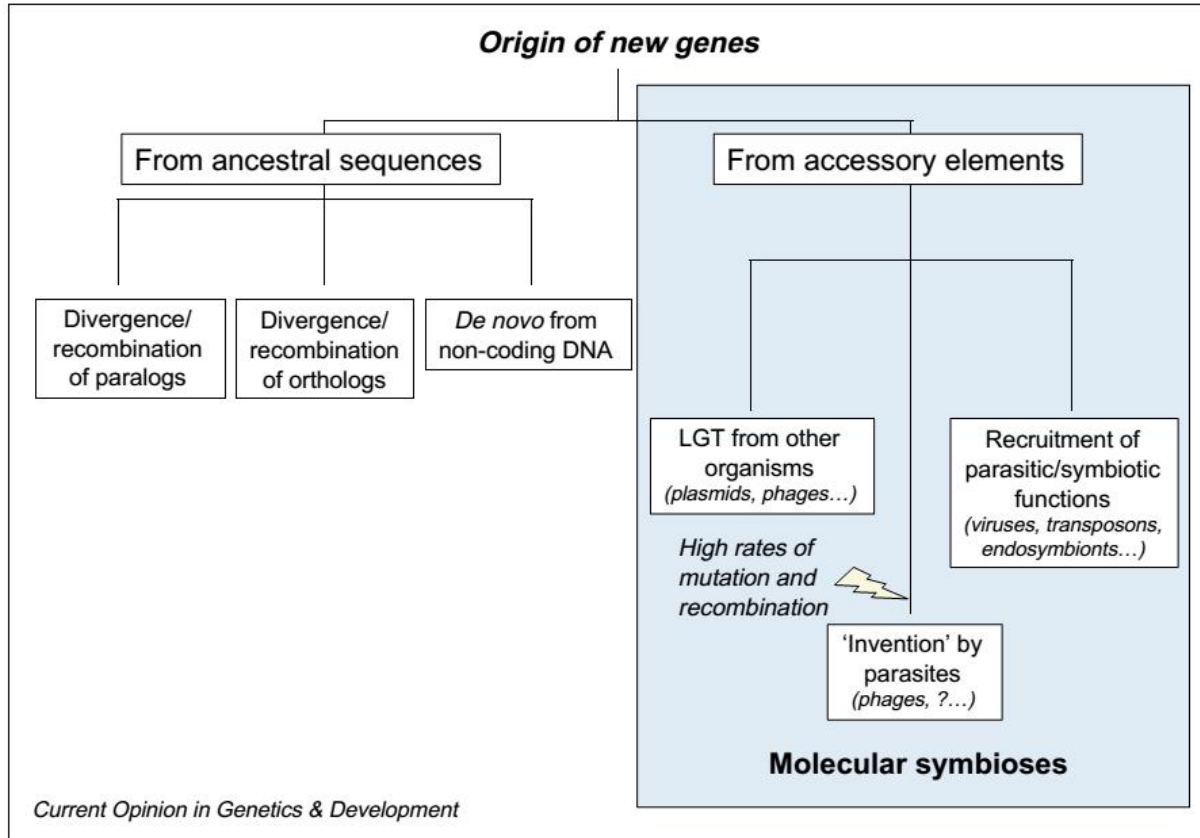 Origin of new genes
From ancestral sequences
From accessory elements
Divergence/
recombination
of paralogs
Divergence/
recombination
of orthologs
De novo from
non-coding DNA
LGT from other
organisms
(plasmids, phages…)
Recruitment of
parasitic/symbiotic
functions
(viruses, transposons,
endosymbionts…)
High rates of
mutation and
recombination
‘Invention’ by
parasites
(phages, ?…)
Molecular symbioses
Current Opinion in Genetics & Development